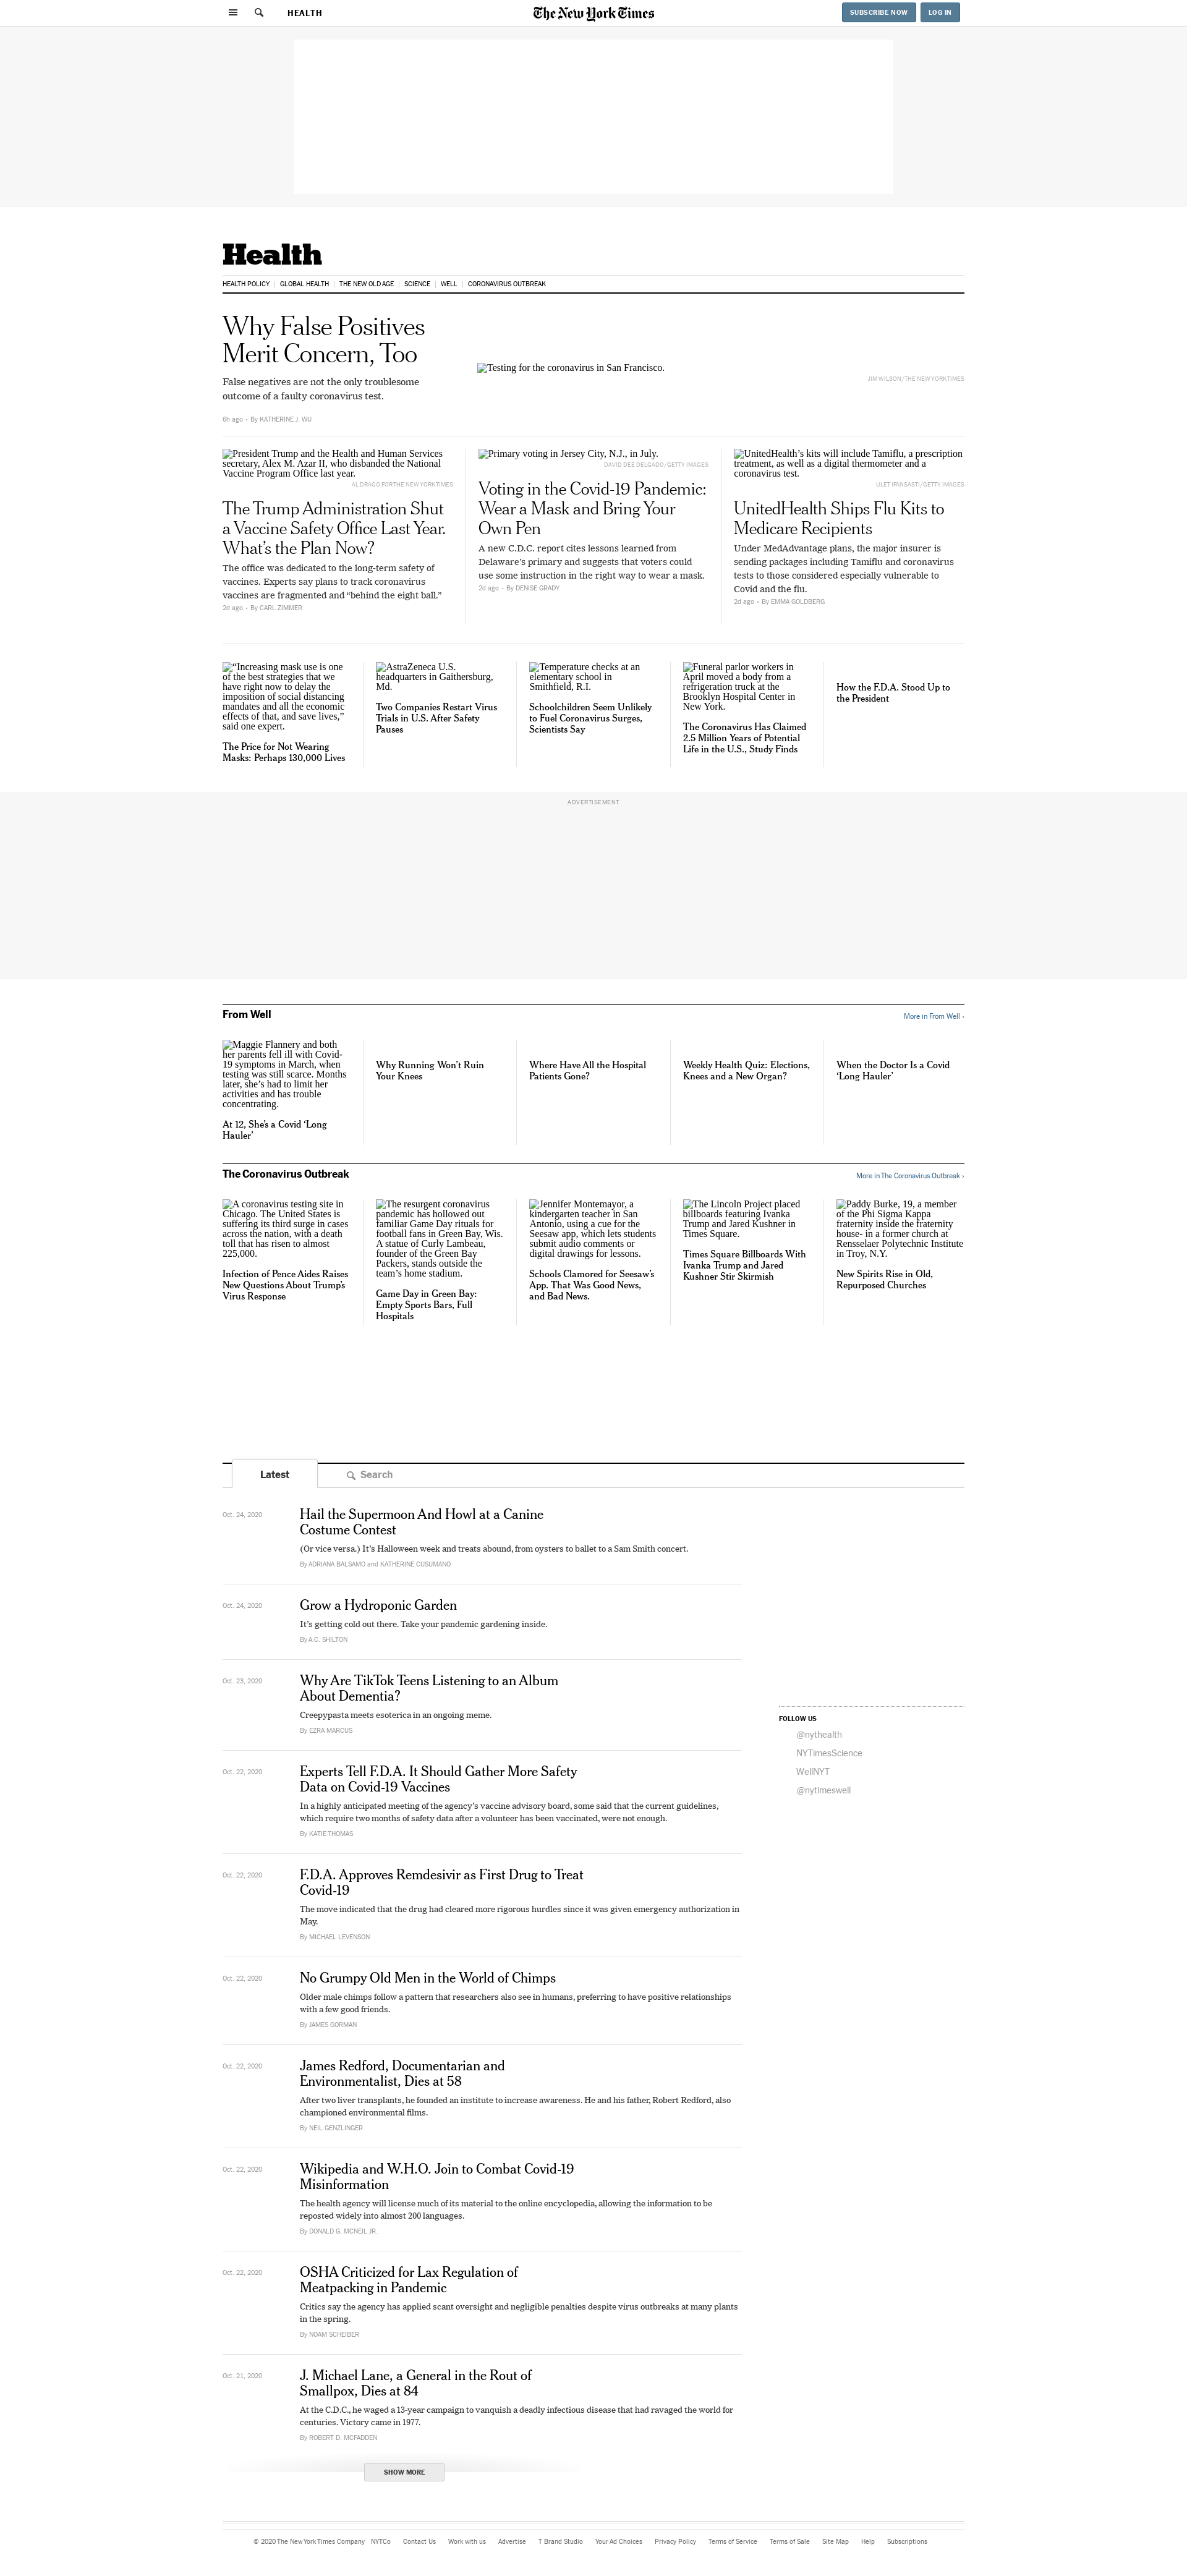 HEALTH
The New York Times
SUBSCRIBE NOW
LOG IN
Health
HEALTH POLICY
GLOBAL HEALTH
THE NEW OLD AGE
SCIENCE
WELL
CORONAVIRUS OUTBREAK
Why False Positives
Merit Concern, Too
False negatives are not the only troublesome
outcome of a faulty coronavirus test.
6h ago - By KATHERINE J. WU
Testing for the coronavirus in San Francisco.
JIM WILSON/THE NEW YORK TIMES
President Trump and the Health and Human Services
secretary, Alex M. Azar II, who disbanded the National
Vaccine Program Office last year.
AL DRAGO FOR THE NEW YORK TIMES
The Trump Administration Shut
a Vaccine Safety Office Last Year.
What's the Plan Now?
The office was dedicated to the long-term safety of
vaccines. Experts say plans to track coronavirus
vaccines are fragmented and “behind the eight ball.”
2d ago - By CARL ZIMMER
Primary voting in Jersey City, N.J., in July.
DAVID DEE DELGADO/GETTY IMAGES
Voting in the Covid-19 Pandemic:
Wear a Mask and Bring Your
Own Pen
A new C.D.C. report cites lessons learned from
Delaware's primary and suggests that voters could
use some instruction in the right way to wear a mask.
2d ago - By DENISE GRADY
UnitedHealth’s kits will include Tamiflu, a prescription
treatment, as well as a digital thermometer and a
coronavirus test.
ULET IFANSASTI/GETTY IMAGES
UnitedHealth Ships Flu Kits to
Medicare Recipients
Under MedAdvantage plans, the major insurer is
sending packages including Tamiflu and coronavirus
tests to those considered especially vulnerable to
Covid and the flu.
2d ago - By EMMA GOLDBERG
“Increasing mask use is one
of the best strategies that we
have right now to delay the
imposition of social distancing
mandates and all the economic
effects of that, and save lives,”
said one expert.
The Price for Not Wearing
Masks: Perhaps 130,000 Lives
AstraZeneca U.S.
headquarters in Gaithersburg,
Md.
Two Companies Restart Virus
Trials in U.S. After Safety
Pauses
Temperature checks at an
elementary school in
Smithfield, R.I.
Schoolchildren Seem Unlikely
to Fuel Coronavirus Surges,
Scientists Say
Funeral parlor workers in
April moved a body from a
refrigeration truck at the
Brooklyn Hospital Center in
New York.
The Coronavirus Has Claimed
2.5 Million Years of Potential
Life in the U.S., Study Finds
How the F.D.A. Stood Up to
the President
ADVERTISEMENT
From Well
More in From Well ›
Maggie Flannery and both
her parents fell ill with Covid-
19 symptoms in March, when
testing was still scarce. Months
later, she’s had to limit her
activities and has trouble
concentrating.
At 12, She’s a Covid ‘Long
Hauler’
Why Running Won’t Ruin
Your Knees
Where Have All the Hospital
Patients Gone?
Weekly Health Quiz: Elections,
Knees and a New Organ?
When the Doctor Is a Covid
‘Long Hauler’
The Coronavirus Outbreak
More in The Coronavirus Outbreak ›
A coronavirus testing site in
Chicago. The United States is
suffering its third surge in cases
across the nation, with a death
toll that has risen to almost
225,000.
Infection of Pence Aides Raises
New Questions About Trump’s
Virus Response
The resurgent coronavirus
pandemic has hollowed out
familiar Game Day rituals for
football fans in Green Bay, Wis.
A statue of Curly Lambeau,
founder of the Green Bay
Packers, stands outside the
team’s home stadium.
Game Day in Green Bay:
Empty Sports Bars, Full
Hospitals
Jennifer Montemayor, a
kindergarten teacher in San
Antonio, using a cue for the
Seesaw app, which lets students
submit audio comments or
digital drawings for lessons.
Schools Clamored for Seesaw’s
App. That Was Good News,
and Bad News.
The Lincoln Project placed
billboards featuring Ivanka
Trump and Jared Kushner in
Times Square.
Times Square Billboards With
Ivanka Trump and Jared
Kushner Stir Skirmish
Paddy Burke, 19, a member
of the Phi Sigma Kappa
fraternity inside the fraternity
house- in a former church at
Rensselaer Polytechnic Institute
in Troy, N.Y.
New Spirits Rise in Old,
Repurposed Churches
Latest
Search
Oct. 24, 2020
Hail the Supermoon And Howl at a Canine
Costume Contest
(Or vice versa.) It’s Halloween week and treats abound, from oysters to ballet to a Sam Smith concert.
By ADRIANA BALSAMO and KATHERINE CUSUMANO
Oct. 24, 2020
Grow a Hydroponic Garden
It’s getting cold out there. Take your pandemic gardening inside.
By A.C. SHILTON
Oct. 23, 2020
Why Are TikTok Teens Listening to an Album
About Dementia?
Creepypasta meets esoterica in an ongoing meme.
By EZRA MARCUS
Oct. 22, 2020
Experts Tell F.D.A. It Should Gather More Safety
Data on Covid-19 Vaccines
In a highly anticipated meeting of the agency’s vaccine advisory board, some said that the current guidelines,
which require two months of safety data after a volunteer has been vaccinated, were not enough.
By KATIE THOMAS
Oct. 22, 2020
F.D.A. Approves Remdesivir as First Drug to Treat
Covid-19
The move indicated that the drug had cleared more rigorous hurdles since it was given emergency authorization in
May.
By MICHAEL LEVENSON
Oct. 22, 2020
No Grumpy Old Men in the World of Chimps
Older male chimps follow a pattern that researchers also see in humans, preferring to have positive relationships
with a few good friends.
By JAMES GORMAN
Oct. 22, 2020
James Redford, Documentarian and
Environmentalist, Dies at 58
After two liver transplants, he founded an institute to increase awareness. He and his father, Robert Redford, also
championed environmental films.
By NEIL GENZLINGER
Oct. 22, 2020
Wikipedia and W.H.O. Join to Combat Covid-19
Misinformation
The health agency will license much of its material to the online encyclopedia, allowing the information to be
reposted widely into almost 200 languages.
By DONALD G. MCNEIL JR.
Oct. 22, 2020
OSHA Criticized for Lax Regulation of
Meatpacking in Pandemic
Critics say the agency has applied scant oversight and negligible penalties despite virus outbreaks at many plants
in the spring.
By NOAM SCHEIBER
Oct. 21, 2020
J. Michael Lane, a General in the Rout of
Smallpox, Dies at 84
At the C.D.C., he waged a 13-year campaign to vanquish a deadly infectious disease that had ravaged the world for
centuries. Victory came in 1977.
By ROBERT D. MCFADDEN
SHOW MORE
FOLLOW US
@nythealth
NYTimesScience
WellNYT
@nytimeswell
© 2020 The New York Times Company NYTCo Contact Us Work with us Advertise T Brand Studio Your Ad Choices Privacy Policy Terms of Service Terms of Sale Site Map Help Subscriptions